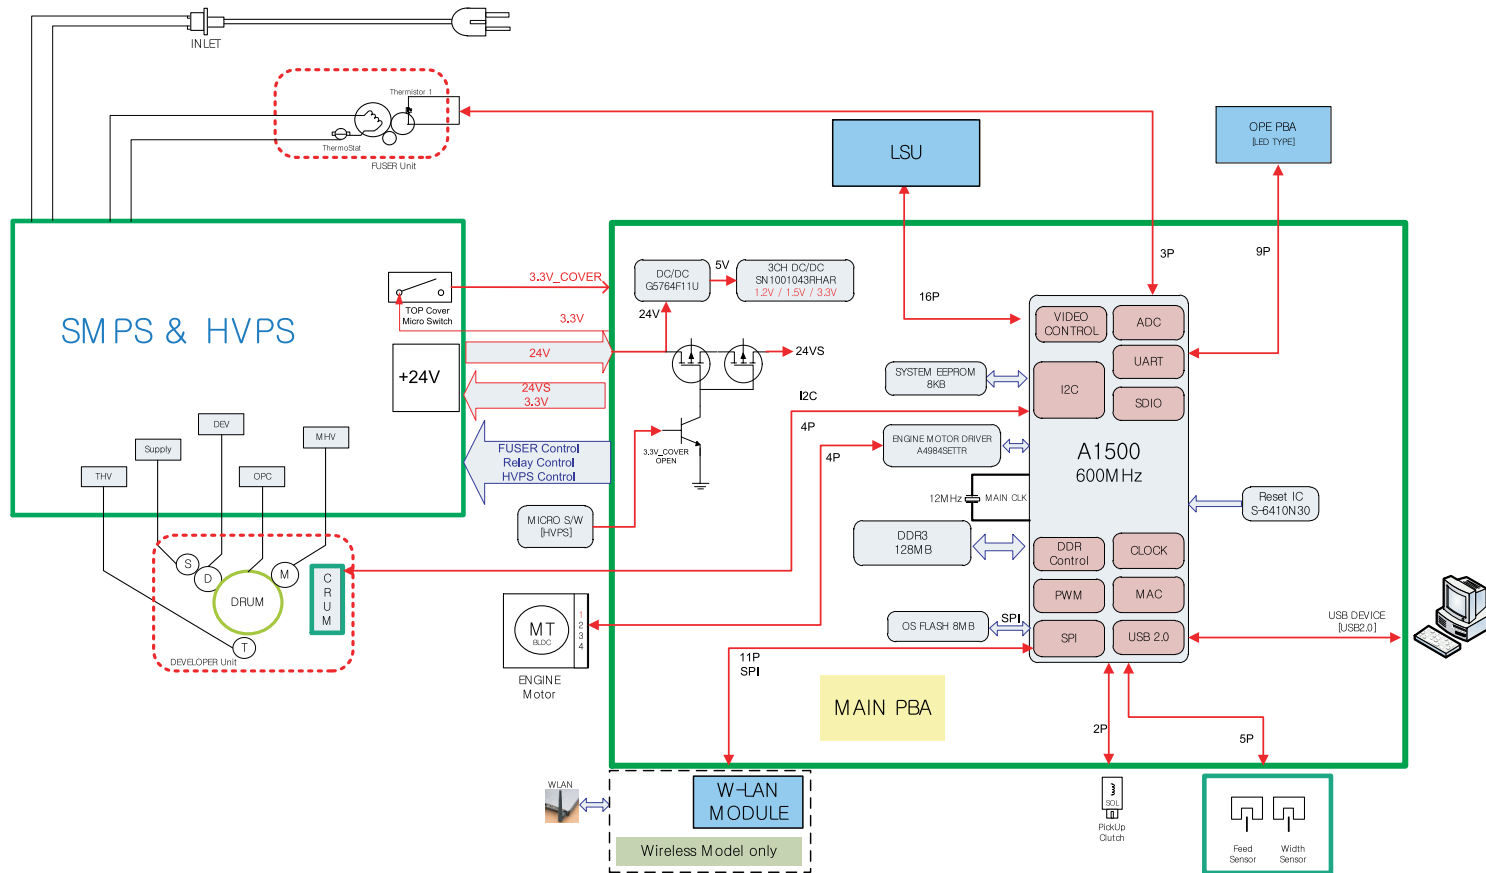 INLET
Thermistor 1
ThermoStat
FUSER Unit
LSU
OPE PBA
[LED TYPE]
SMPS & HVPS
TOP Cover
Micro Switch
3.3V_COVER
3.3V
+24V
24V
24VS
3.3V
FUSER Control
Relay Control
HVPS Control
THV
Supply
DEV
OPC
MHV
S
D
M
T
DRUM
C
R
U
M
DEVELOPER Unit
DC/DC
G5764F11U
5V
3CH DC/DC
SN1001043RHAR
1.2V / 1.5V / 3.3V
24V
24VS
3.3V_COVER
OPEN
MICRO S/W
[HVPS]
16P
3P
9P
I2C
4P
4P
SYSTEM EEPROM
8KB
ENGINE MOTOR DRIVER
A4984SETTR
12MHz
MAIN CLK
DDR3
128MB
OS FLASH 8MB
SPI
11P
SPI
VIDEO
CONTROL
ADC
UART
I2C
SDIO
A1500
600MHz
DDR
Control
CLOCK
PWM
MAC
SPI
USB 2.0
Reset IC
S-6410N30
USB DEVICE
[USB2.0]
MT
BLDC
1
2
3
4
ENGINE
Motor
MAIN PBA
2P
5P
WLAN
W-LAN
MODULE
Wireless Model only
SOL
PickUp
Clutch
Feed
Sensor
Width
Sensor